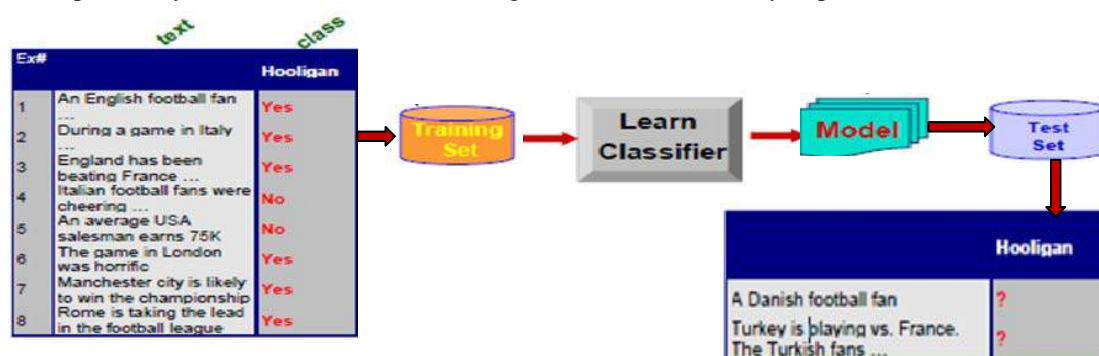 text
class
Ex#
Hooligan
1
An English football fan
...
Yes
2
During a game in Italy
...
Yes
3
England has been
beating France ...
Yes
4
Italian football fans were
cheering ...
No
5
An average USA
salesman earns 75K
No
6
The game in London
was horrific
Yes
7
Manchester city is likely
to win the championship
Yes
8
Rome is taking the lead
in the football league
Yes
Training
Set
Learn
Classifier
Model
Test
Set
Hooligan
A Danish football fan
?
Turkey is playing vs. France.
The Turkish fans ...
?